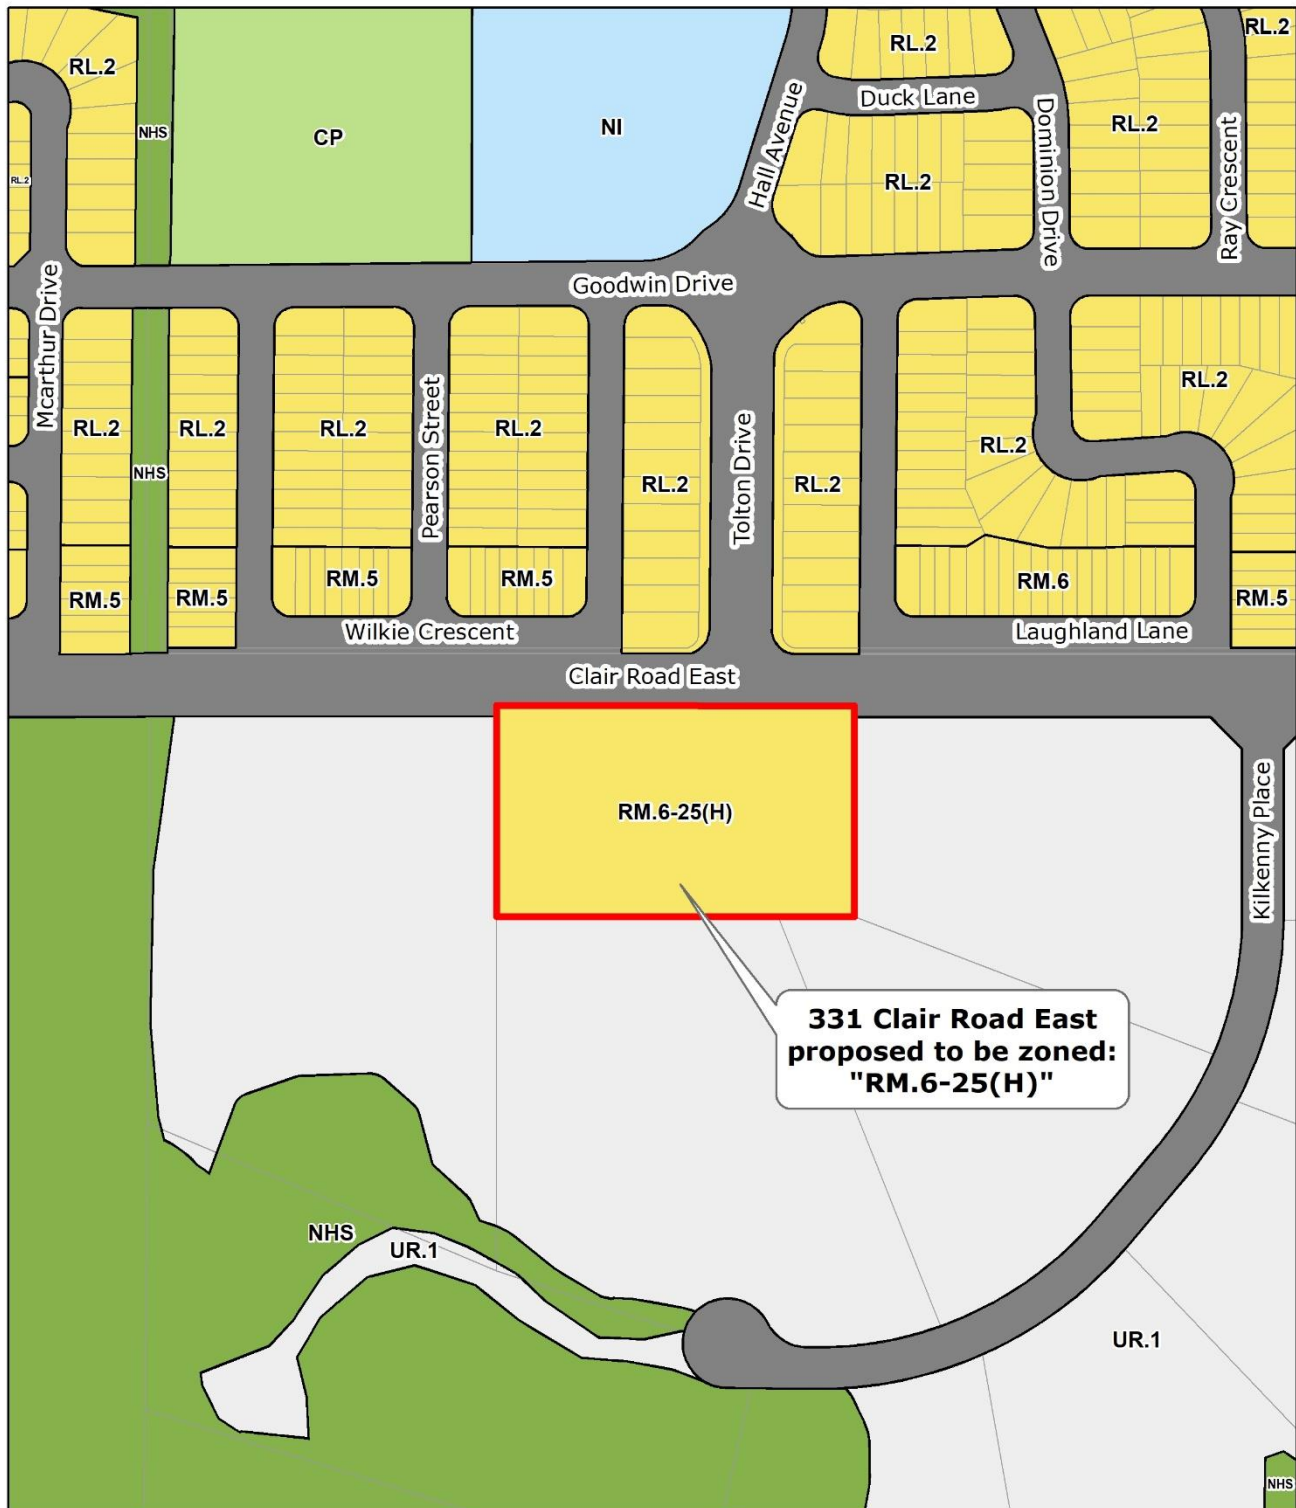 RL.2
RL.2
RL.2
Duck Lane
NHS
CP
NI
Hall Avenue
Dominion Drive
RL.2
Ray Crescent
RL.2
RL.2
Mcarthur Drive
Goodwin Drive
RL.2
RL.2
RL.2
RL.2
Pearson Street
RL.2
RL.2
NHS
RL.2
Tolton Drive
RL.2
RL.2
RM.5
RM.5
RM.5
RM.5
RM.6
RM.5
Wilkie Crescent
Laughland Lane
Clair Road East
RM.6-25(H)
Kilkenny Place
331 Clair Road East
proposed to be zoned:
"RM.6-25(H)"
NHS
UR.1
UR.1
NHS